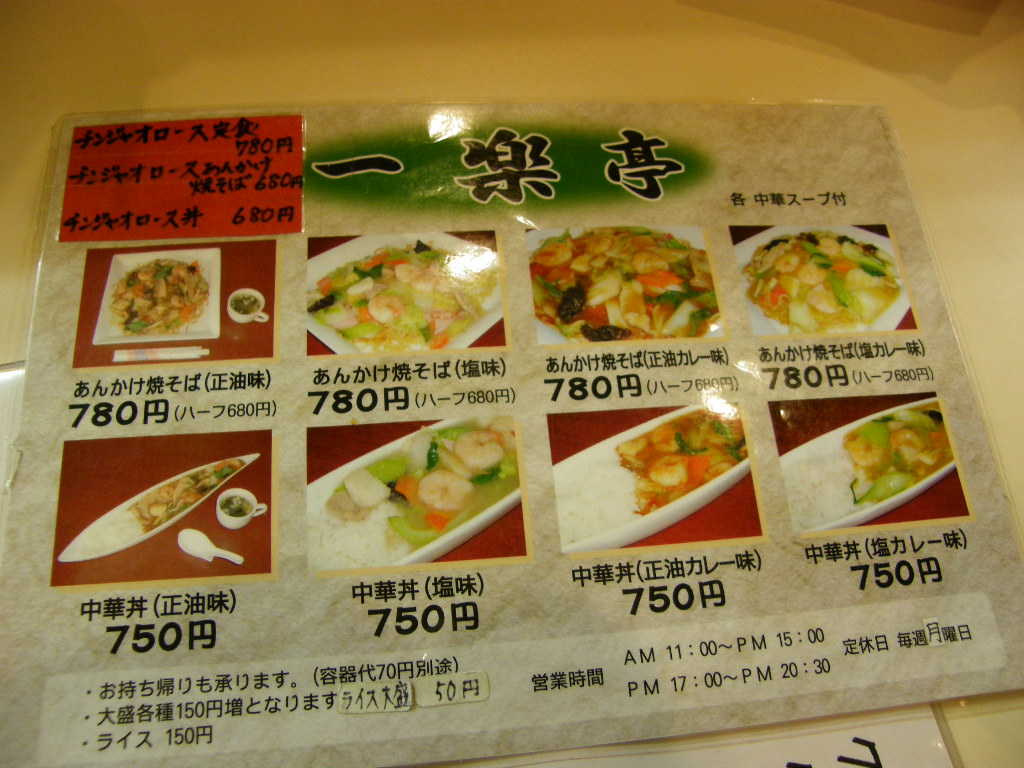 チンジャオロース定食
780円
チンジャオロースあんかけ
焼そば 680円
チンジャオロース丼 680円
一楽亭
各 中華スープ付
あんかけ焼そば(正油味)
780円(ハーフ680円)
あんかけ焼そば(塩味)
780円(ハーフ680円)
あんかけ焼そば(正油カレー味)
780円(ハーフ680円)
あんかけ焼そば(塩カレー味)
780円(ハーフ680円)
中華丼(正油味)
750円
中華丼(塩味)
750円
中華丼(正油カレー味)
750円
中華丼(塩カレー味)
750円
・お持ち帰りも承ります。(容器代70円別途)
・大盛各種150円増となります ライス大盛 50円
・ライス 150円
営業時間
AM 11:00~PM 15:00
PM 17:00~PM 20:30
定休日 毎週月曜日